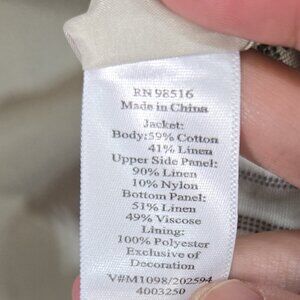 RN 98516
Made in China
Jacket:
Body:59% Cotton
41% Linen
Upper Side Panel:
90% Linen
10% Nylon
Bottom Panel:
51% Linen
49% Viscose
Lining:
100% Polyester
Exclusive of
Decoration
V#M1098/202594
4003250